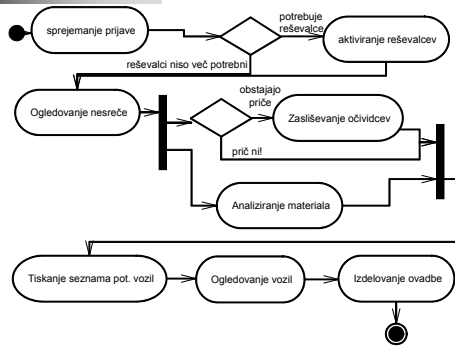 sprejemanje prijave
potrebuje
reševalce
aktiviranje reševalcev
reševalci niso več potrebni
Ogledovanje nesreče
obstajajo
priče
Zasliševanje očividcev
prič ni!
Analiziranje materiala
Tiskanje seznama pot. vozil
Ogledovanje vozil
Izdelovanje ovadbe